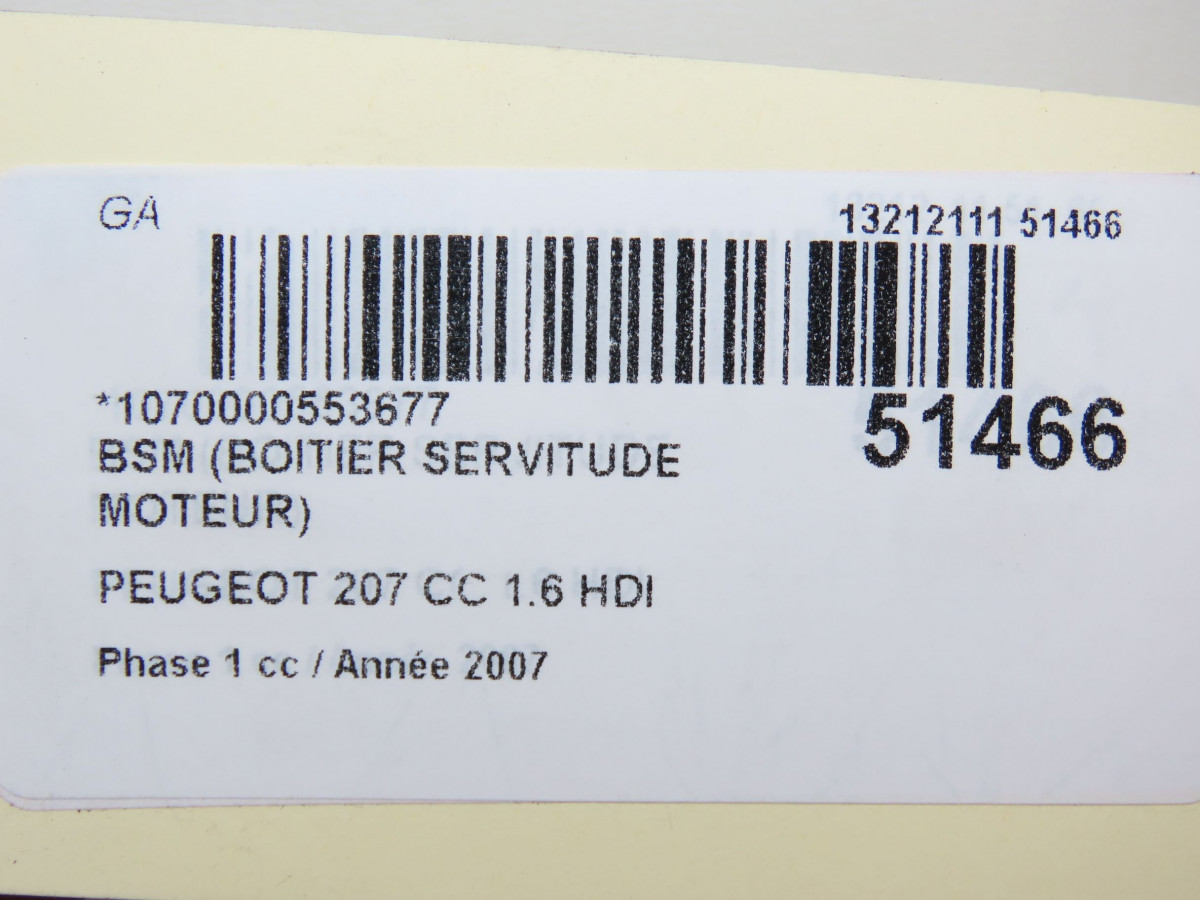 GA
13212111 51466
*1070000553677
51466
BSM (BOITIER SERVITUDE
MOTEUR)
PEUGEOT 207 CC 1.6 HDI
Phase 1 cc / Année 2007